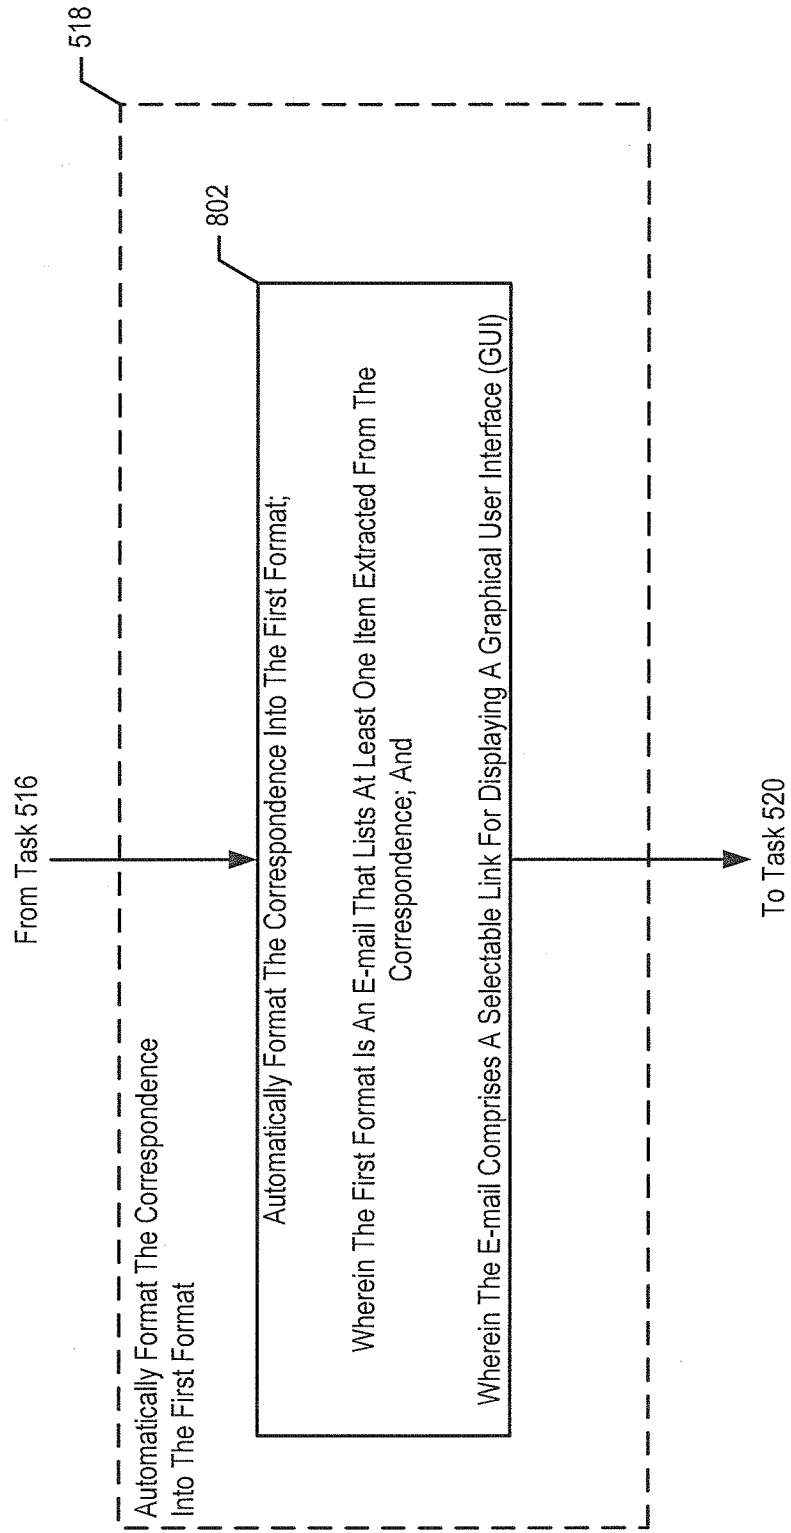 From Task 516
518
Automatically Format The Correspondence
Into The First Format
802
Automatically Format The Correspondence Into The First Format;
Wherein The First Format Is An E-mail That Lists At Least One Item Extracted From The
Correspondence; And
Wherein The E-mail Comprises A Selectable Link For Displaying A Graphical User Interface (GUI)
To Task 520